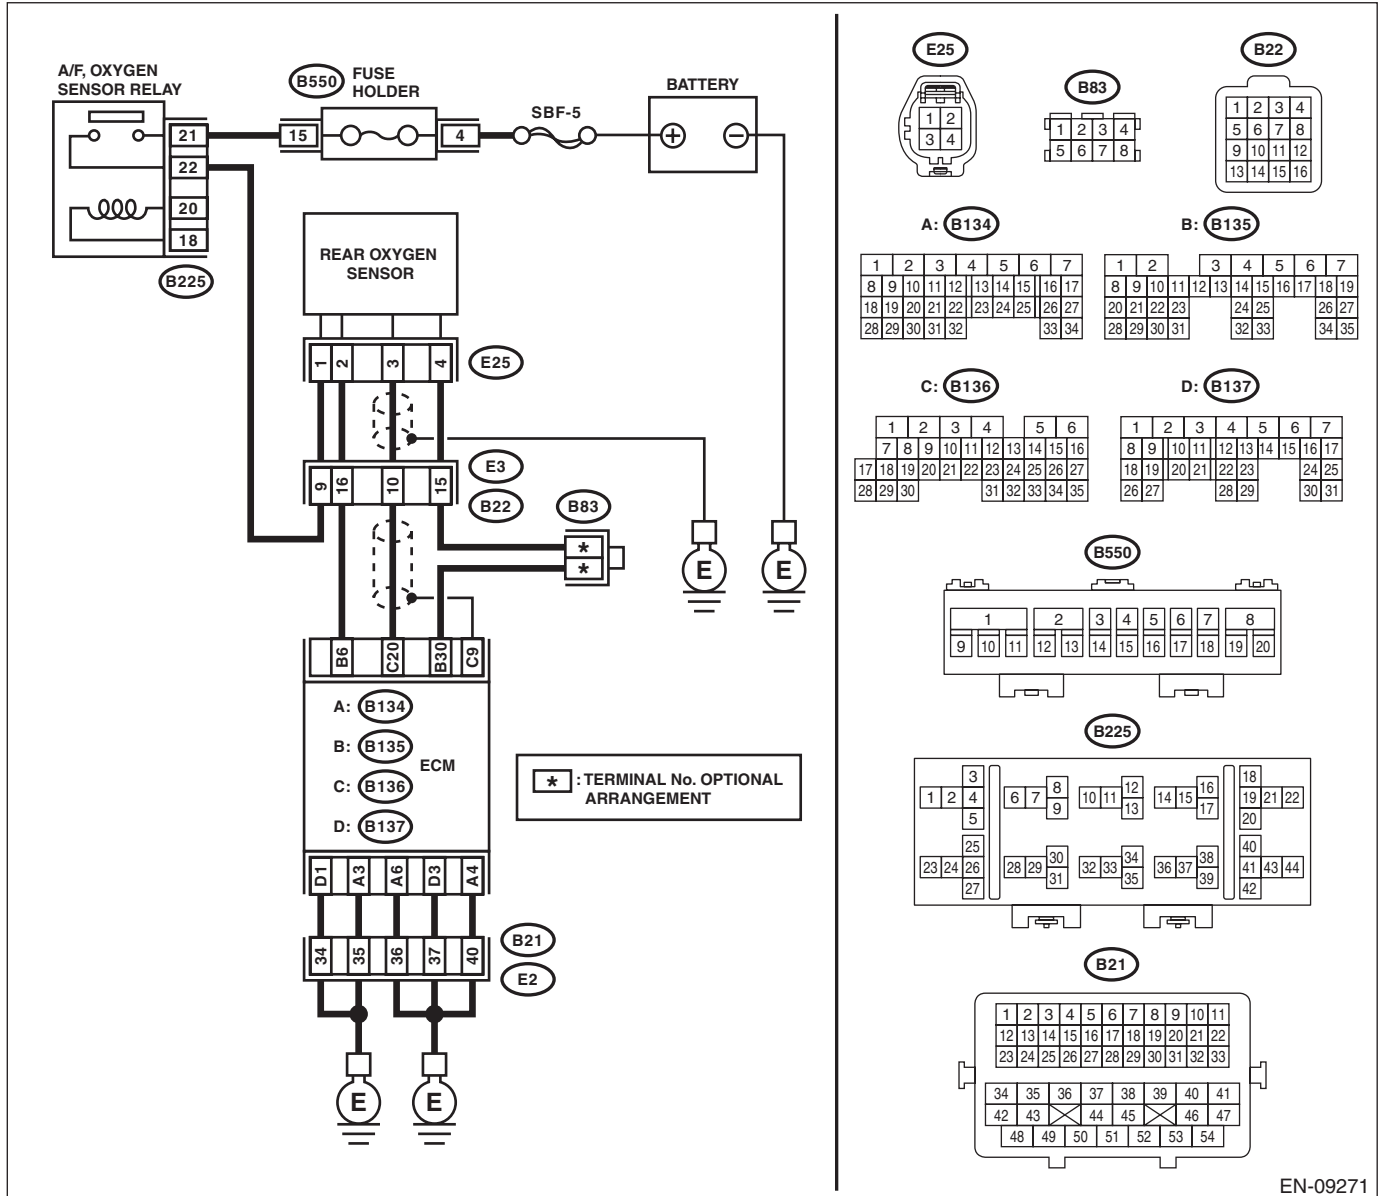 A/F, OXYGEN
SENSOR RELAY
B550
FUSE
HOLDER
BATTERY
SBF-5
21
15
4
+
−
22
20
18
B225
REAR OXYGEN
SENSOR
1 2 3 4
E25
9 16 10 15
E3
B22
B83
*
*
E
E
B6 C20 B30 C9
A: B134
B: B135
ECM
C: B136
D: B137
* : TERMINAL No. OPTIONAL
ARRANGEMENT
D1 A3 A6 D3 A4
34 35 36 37 40
B21
E2
E
E
E25
1 2
3 4
B83
1 2 3 4
5 6 7 8
B22
1 2 3 4
5 6 7 8
9 10 11 12
13 14 15 16
A: B134
1 2 3 4 5 6 7
8 9 10 11 12 13 14 15 16 17
18 19 20 21 22 23 24 25 26 27
28 29 30 31 32 33 34
B: B135
1 2 3 4 5 6 7
8 9 10 11 12 13 14 15 16 17 18 19
20 21 22 23 24 25 26 27
28 29 30 31 32 33 34 35
C: B136
1 2 3 4 5 6
7 8 9 10 11 12 13 14 15 16
17 18 19 20 21 22 23 24 25 26 27
28 29 30 31 32 33 34 35
D: B137
1 2 3 4 5 6 7
8 9 10 11 12 13 14 15 16 17
18 19 20 21 22 23 24 25
26 27 28 29 30 31
B550
1 2 3 4 5 6 7 8
9 10 11 12 13 14 15 16 17 18 19 20
B225
3 8 12 16 18
1 2 4 6 7 10 11 14 15 19 21 22
5 9 13 17 20
25 30 34 38 40
23 24 26 28 29 32 33 36 37 41 43 44
27 31 35 39 42
B21
1 2 3 4 5 6 7 8 9 10 11
12 13 14 15 16 17 18 19 20 21 22
23 24 25 26 27 28 29 30 31 32 33
34 35 36 37 38 39 40 41
42 43 44 45 46 47
48 49 50 51 52 53 54
EN-09271